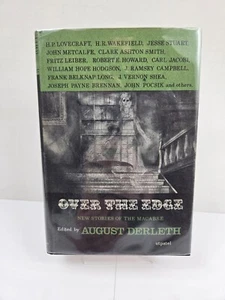 H.P. LOVECRAFT, H.R. WAKEFIELD, JESSE STUART,
JOHN METCALFE, CLARK ASHTON SMITH,
FRITZ LEIBER, ROBERT E. HOWARD, CARL JACOBI,
WILLIAM HOPE HODGSON, J. RAMSEY CAMPBELL,
FRANK BELKNAP LONG, J. VERNON SHEA,
JOSEPH PAYNE BRENNAN, JOHN POCSIK, and others.
OVER THE EDGE
NEW STORIES OF THE MACABRE
Edited by AUGUST DERLETH